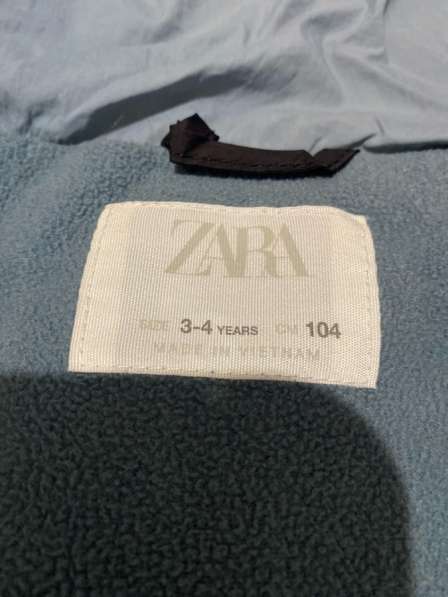 ZARA
SIZE 3-4 YEARS CM 104
MADE IN VIETNAM